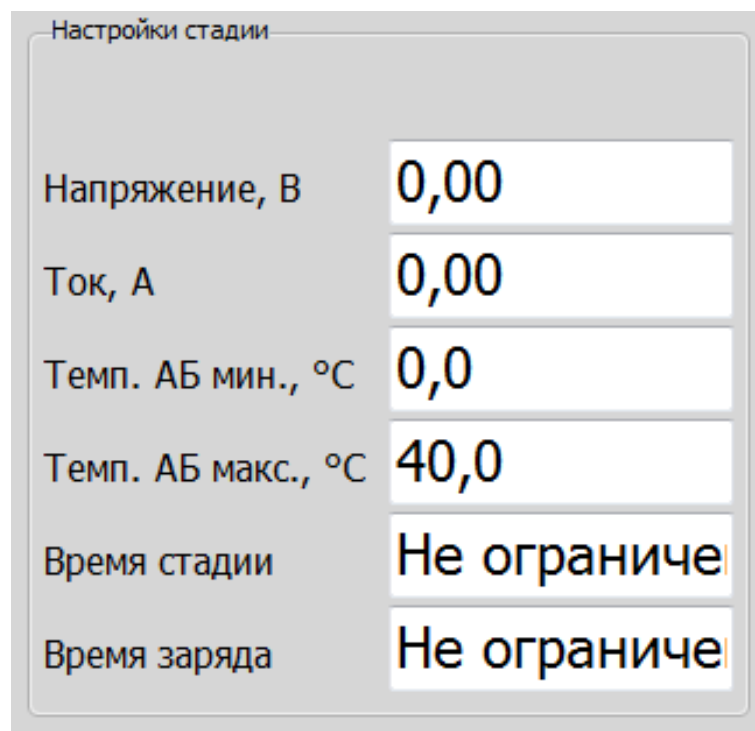 Настройки стадии
Напряжение, В 0,00
Ток, А 0,00
Темп. АБ мин., °С 0,0
Темп. АБ макс., °С 40,0
Время стадии Не ограниче
Время заряда Не ограниче